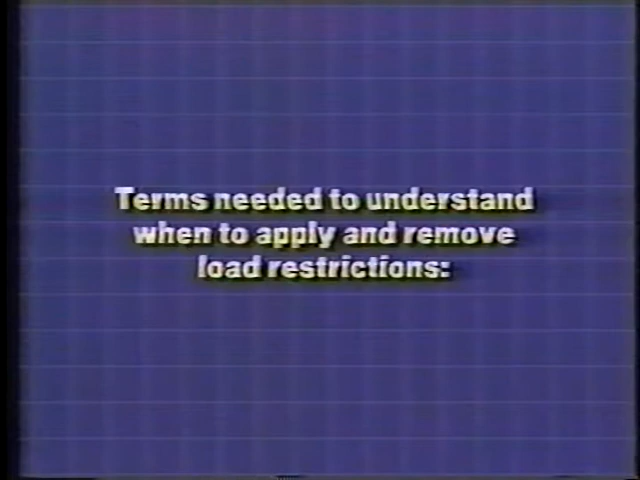 Terms needed to understand
when to apply and remove
load restrictions: